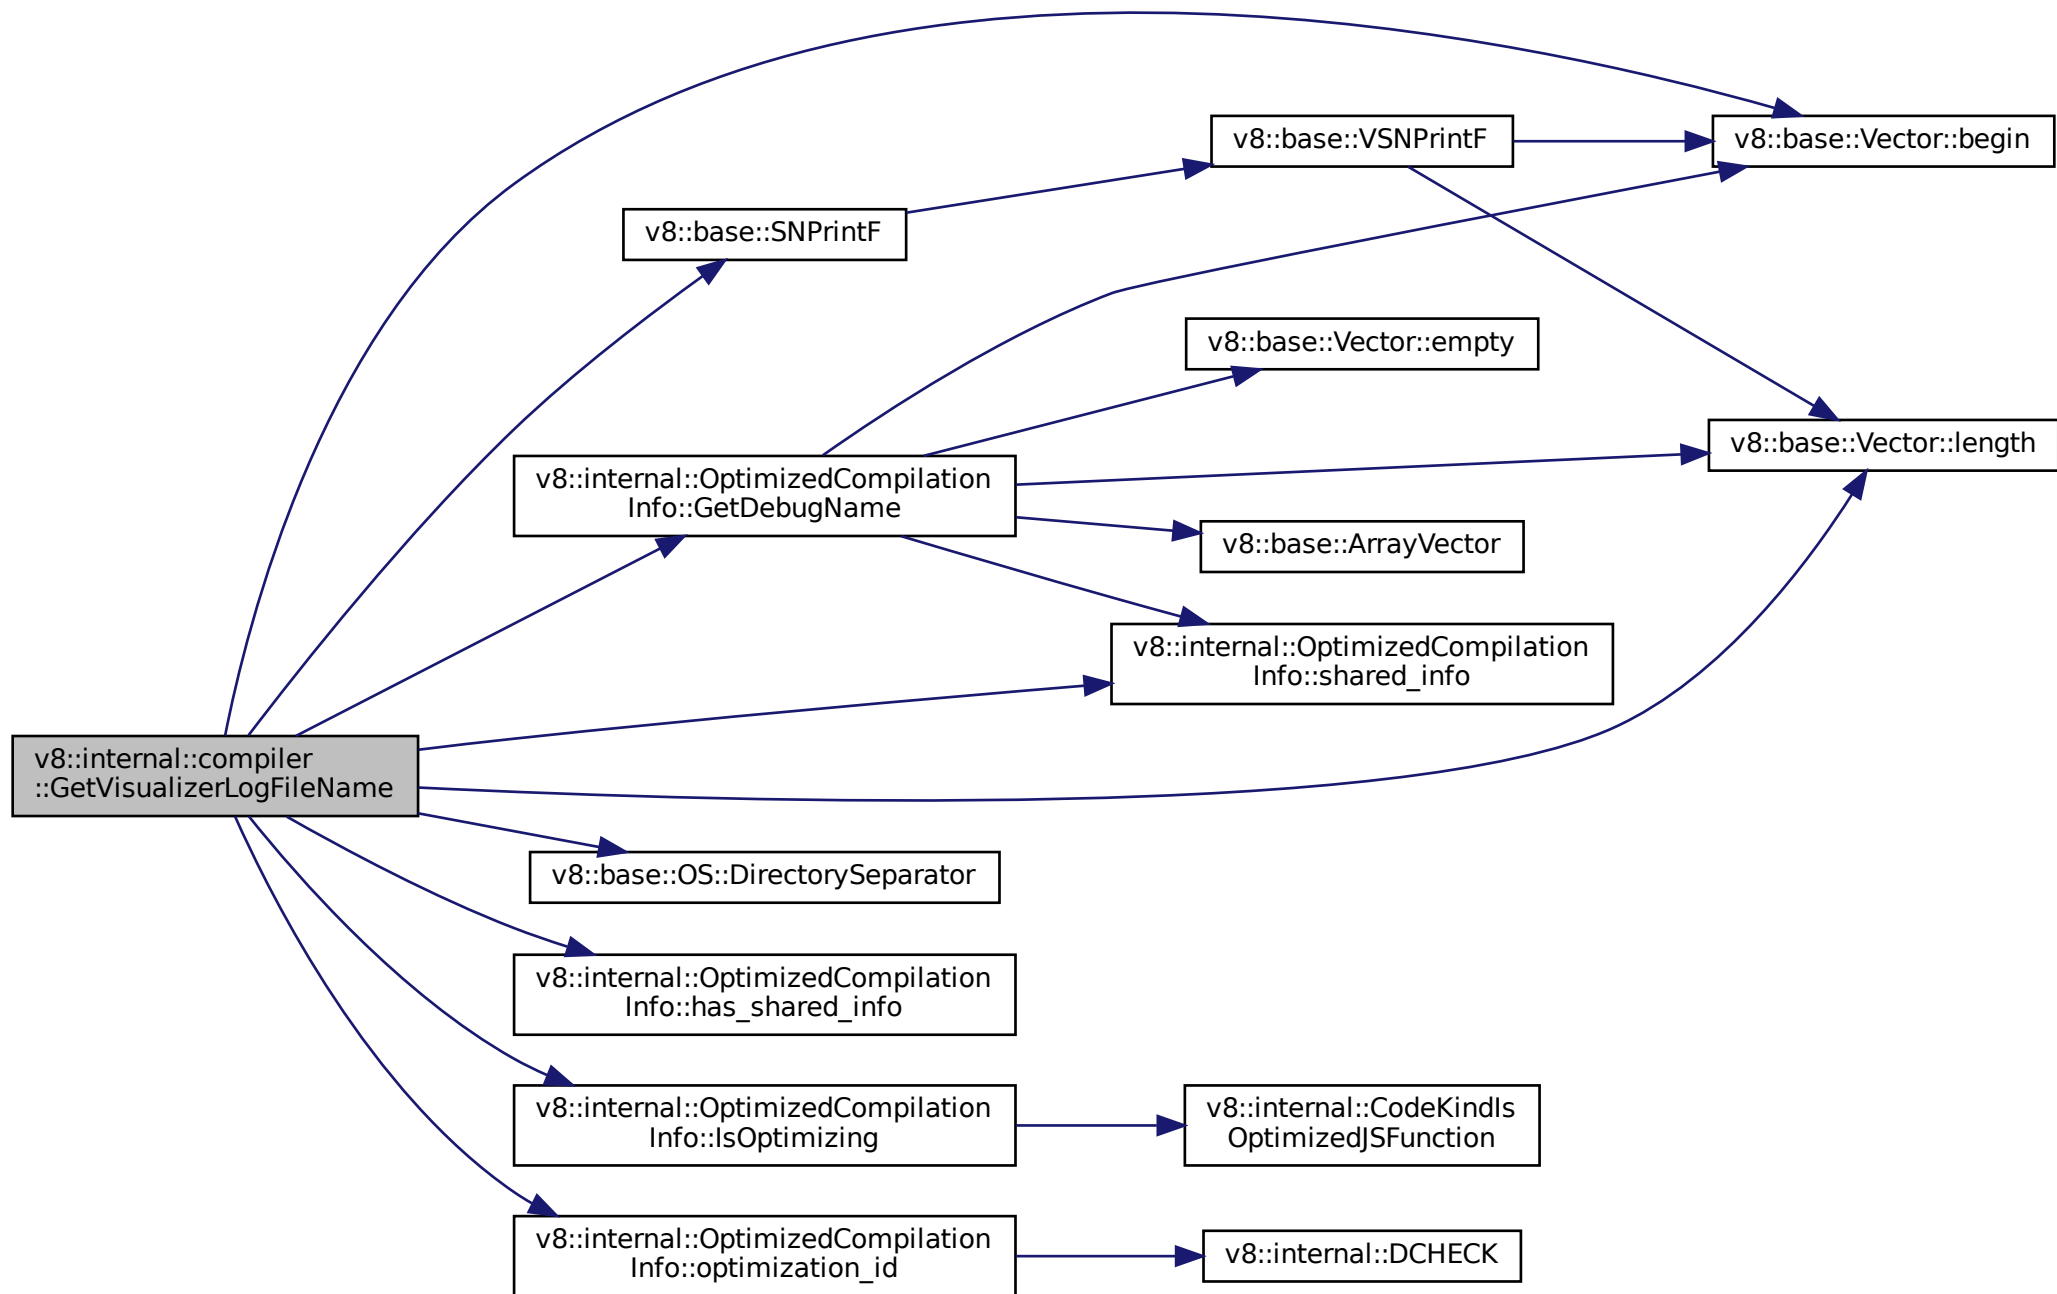 v8::base::VSNPrintF
v8::base::Vector::begin
v8::base::SNPrintF
v8::base::Vector::empty
v8::base::Vector::length
v8::internal::OptimizedCompilation
Info::GetDebugName
v8::base::ArrayVector
v8::internal::OptimizedCompilation
Info::shared_info
v8::internal::compiler
::GetVisualizerLogFileName
v8::base::OS::DirectorySeparator
v8::internal::OptimizedCompilation
Info::has_shared_info
v8::internal::OptimizedCompilation
Info::IsOptimizing
v8::internal::CodeKindIs
OptimizedJSFunction
v8::internal::OptimizedCompilation
Info::optimization_id
v8::internal::DCHECK